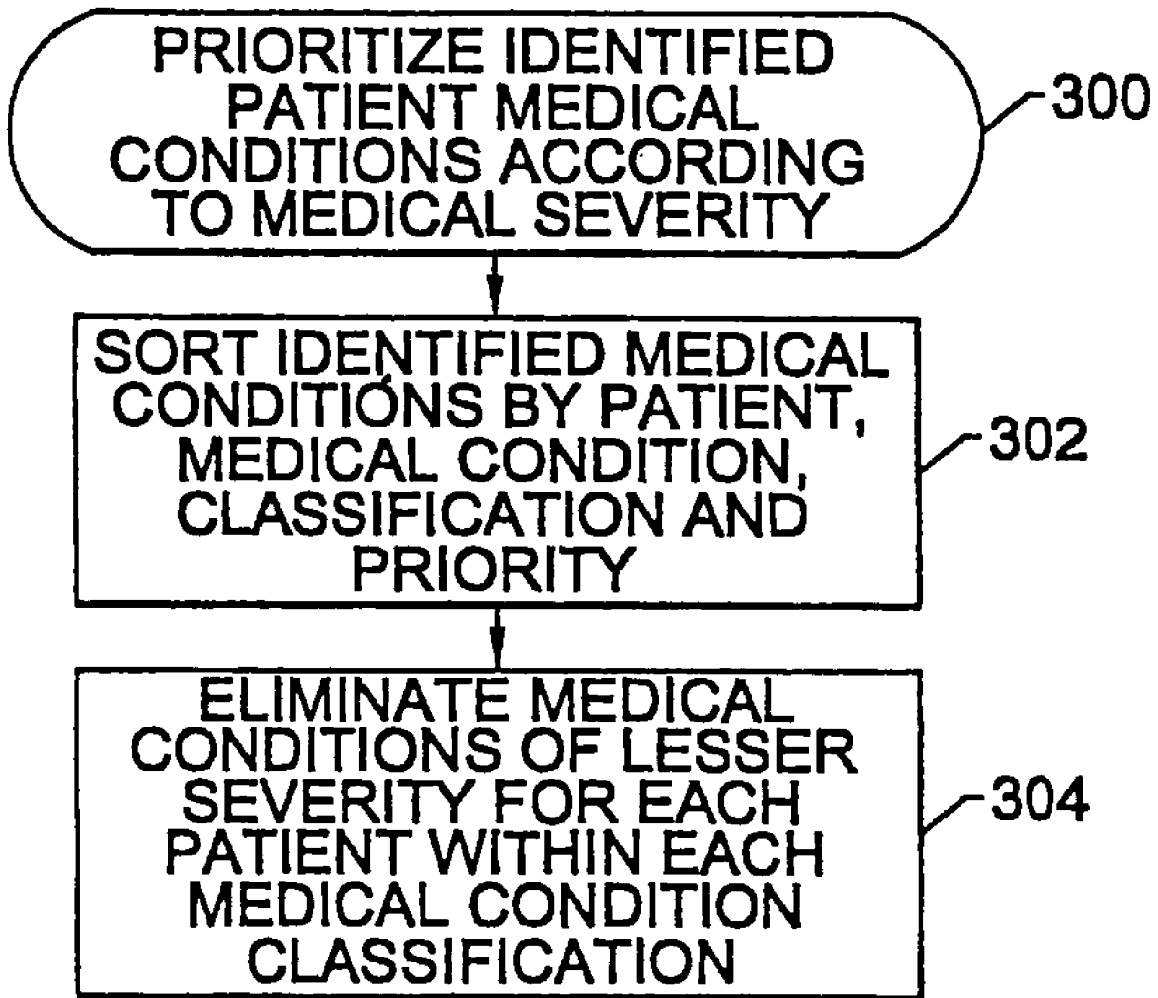 PRIORITIZE IDENTIFIED
PATIENT MEDICAL
CONDITIONS ACCORDING
TO MEDICAL SEVERITY
300
SORT IDENTIFIED MEDICAL
CONDITIONS BY PATIENT,
MEDICAL CONDITION,
CLASSIFICATION AND
PRIORITY
302
ELIMINATE MEDICAL
CONDITIONS OF LESSER
SEVERITY FOR EACH
PATIENT WITHIN EACH
MEDICAL CONDITION
CLASSIFICATION
304